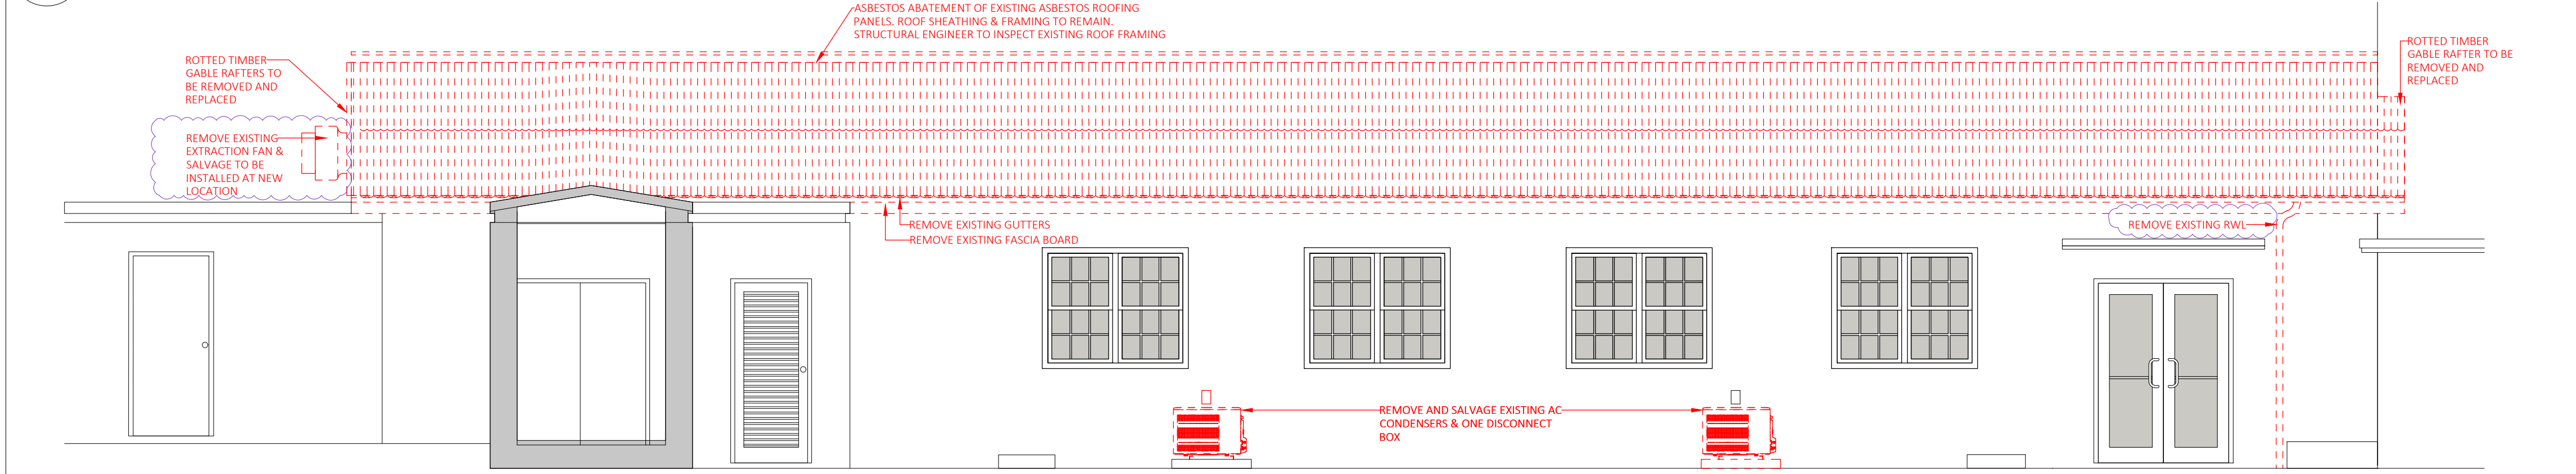 ASBESTOS ABATEMENT OF EXISTING ASBESTOS ROOFING
PANELS. ROOF SHEATHING & FRAMING TO REMAIN.
STRUCTURAL ENGINEER TO INSPECT EXISTING ROOF FRAMING
ROTTED TIMBER
GABLE RAFTERS TO
BE REMOVED AND
REPLACED
ROTTED TIMBER
GABLE RAFTER TO BE
REMOVED AND
REPLACED
REMOVE EXISTING
EXTRACTION FAN &
SALVAGE TO BE
INSTALLED AT NEW
LOCATION
REMOVE EXISTING GUTTERS
REMOVE EXISTING FASCIA BOARD
REMOVE EXISTING RWL
REMOVE AND SALVAGE EXISTING AC
CONDENSERS & ONE DISCONNECT
BOX